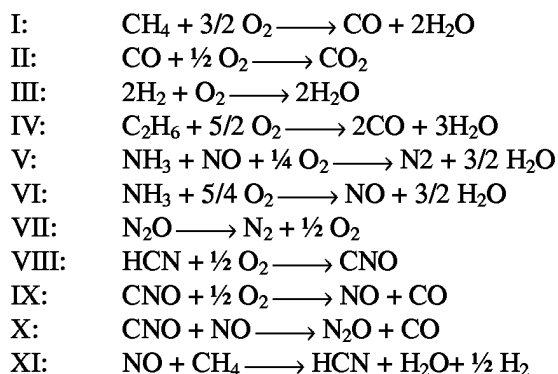 I: CH₄ + 3/2 O₂ ⟶ CO + 2H₂O
II: CO + ½ O₂ ⟶ CO₂
III: 2H₂ + O₂ ⟶ 2H₂O
IV: C₂H₆ + 5/2 O₂ ⟶ 2CO + 3H₂O
V: NH₃ + NO + ¼ O₂ ⟶ N2 + 3/2 H₂O
VI: NH₃ + 5/4 O₂ ⟶ NO + 3/2 H₂O
VII: N₂O ⟶ N₂ + ½ O₂
VIII: HCN + ½ O₂ ⟶ CNO
IX: CNO + ½ O₂ ⟶ NO + CO
X: CNO + NO ⟶ N₂O + CO
XI: NO + CH₄ ⟶ HCN + H₂O+ ½ H₂